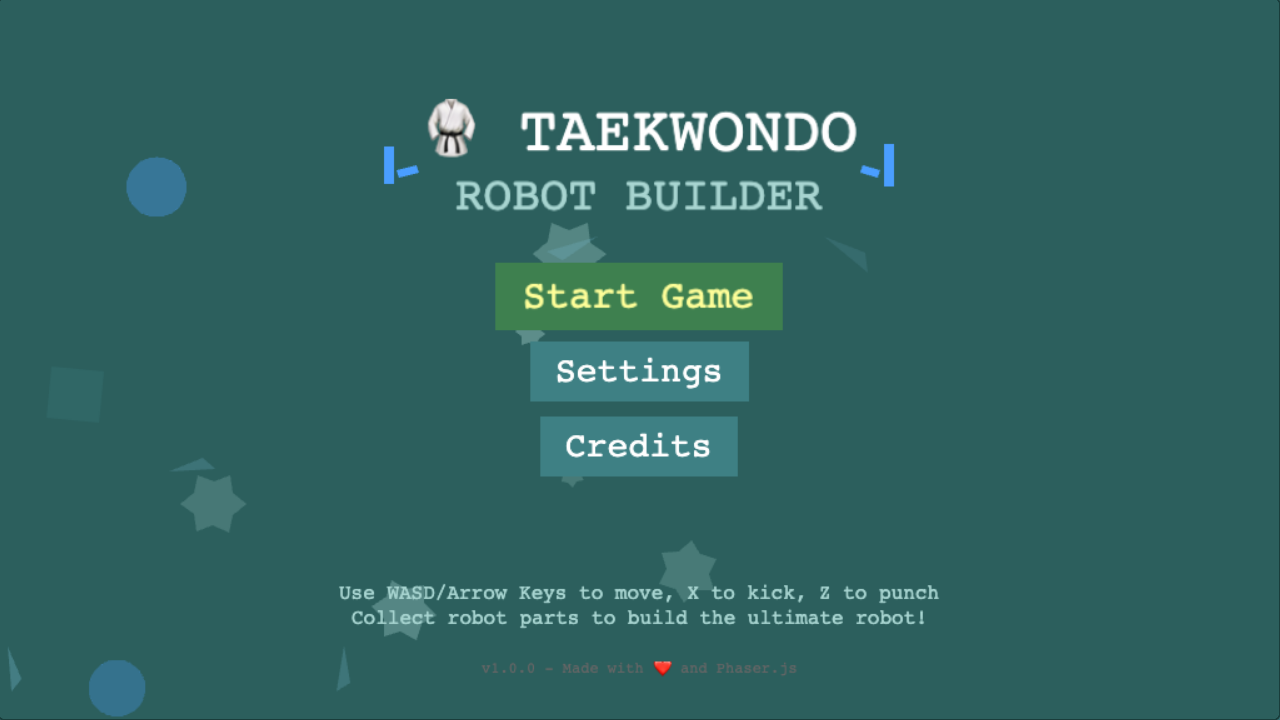 🥋 TAEKWONDO
ROBOT BUILDER
Start Game
Settings
Credits
Use WASD/Arrow Keys to move, X to kick, Z to punch
Collect robot parts to build the ultimate robot!
v1.0.0 - Made with ❤️ and Phaser.js